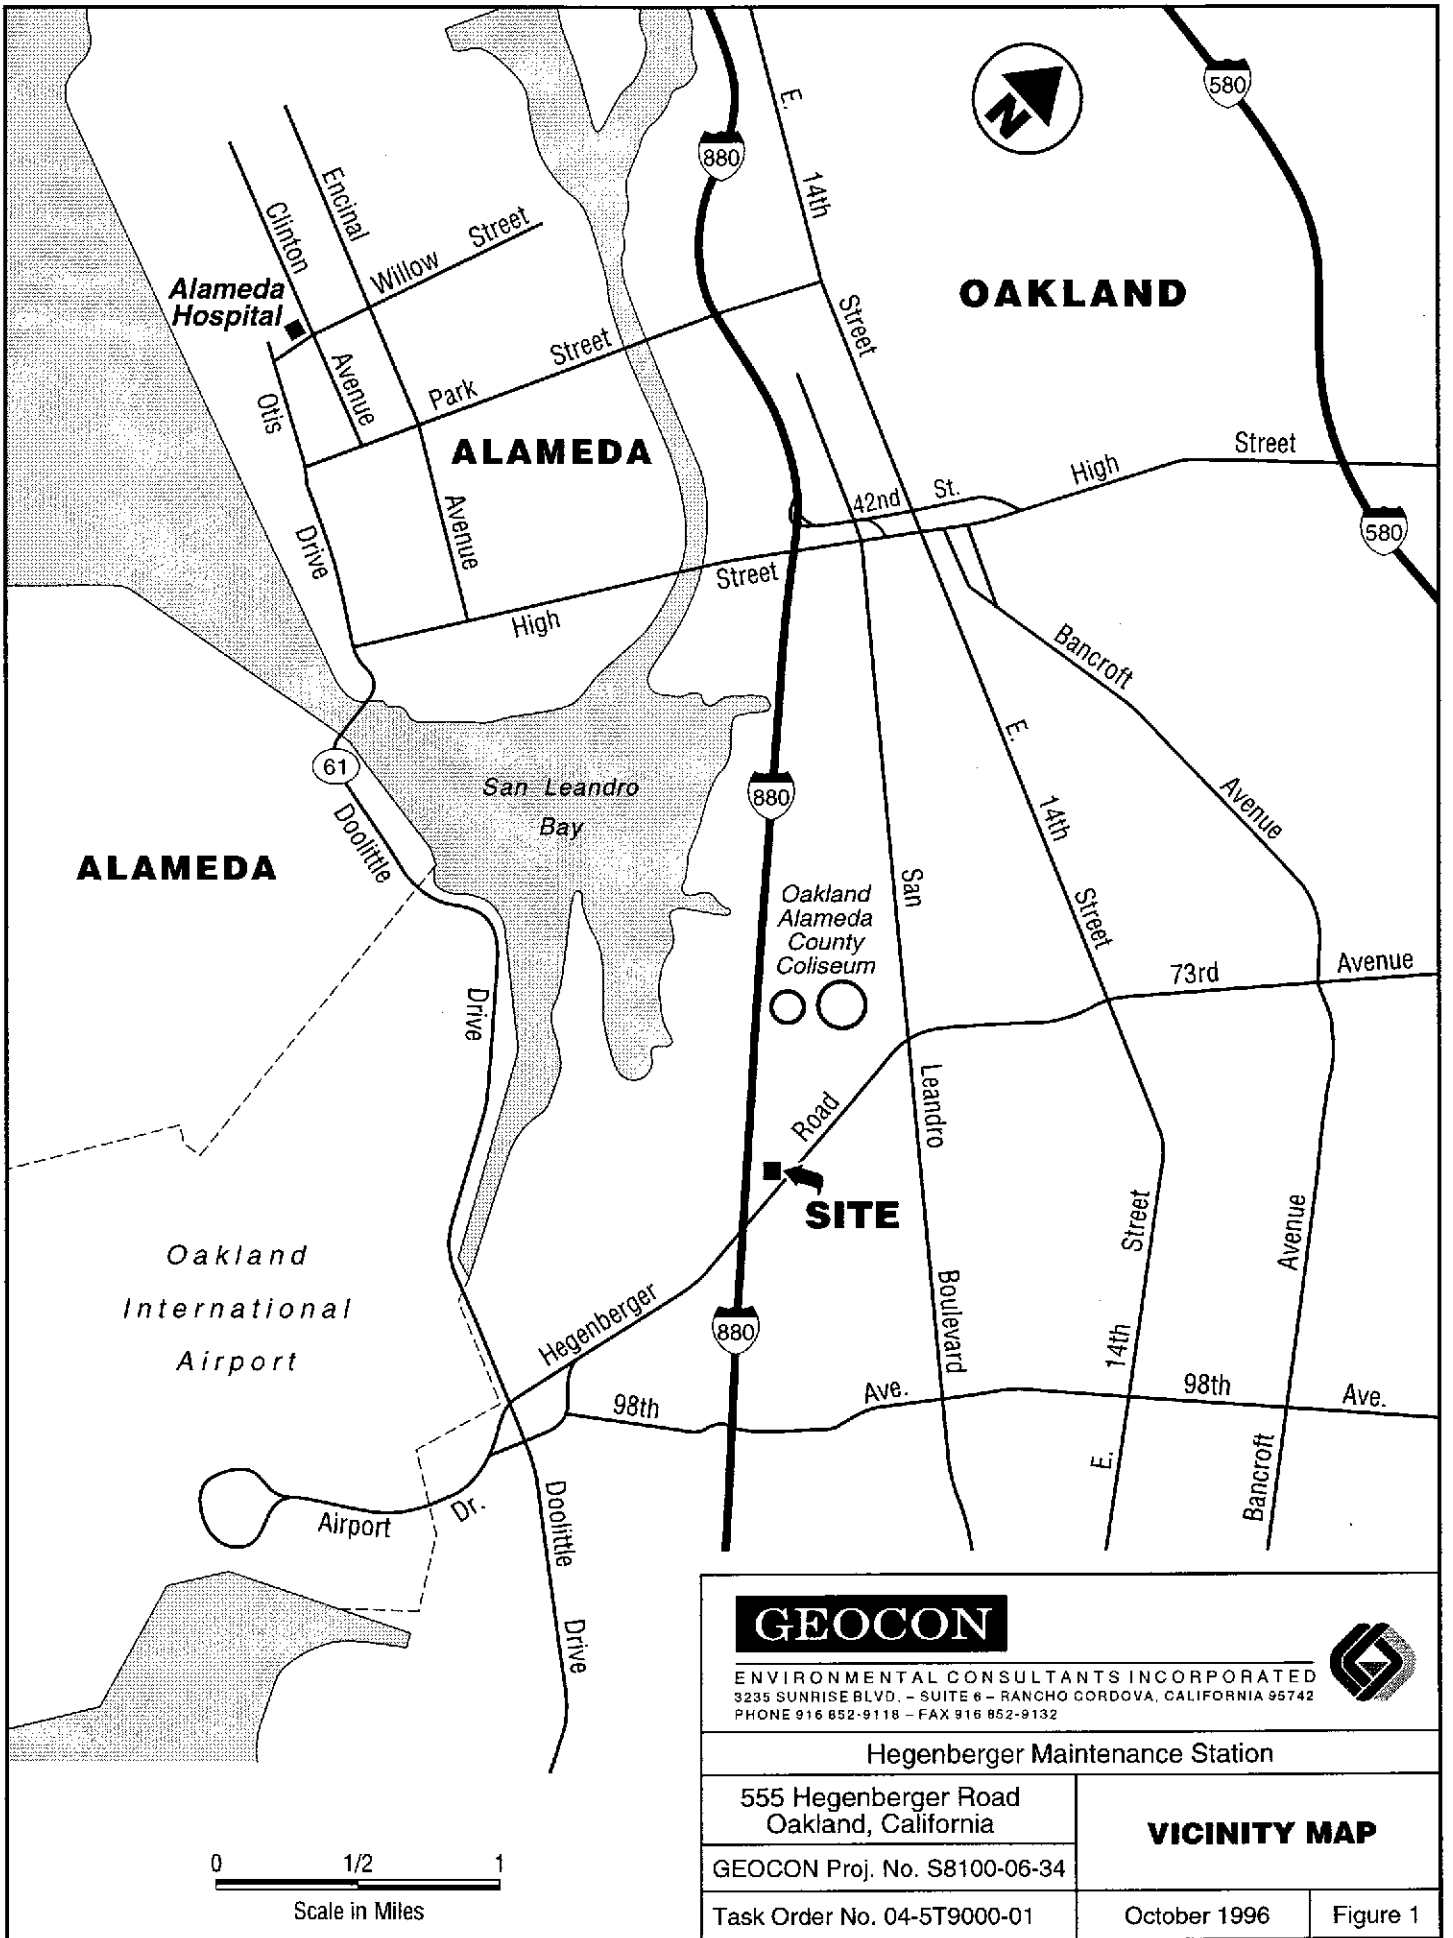 580
E.
N
880
14th
Encinal
Clinton
Street
Willow
OAKLAND
Alameda
Hospital
Street
Street
Avenue
Park
Otis
ALAMEDA
Street
High
42nd
St.
Avenue
580
Drive
Street
High
Bancroft
E.
61
San Leandro
Bay
880
Avenue
14th
Doolittle
ALAMEDA
San
Oakland
Alameda
County
Coliseum
Street
73rd
Avenue
Drive
Road
Leandro
SITE
Street
Avenue
Oakland
International
Airport
Hegenberger
880
Boulevard
14th
98th
Ave.
98th
Ave.
E.
Bancroft
Airport
Dr.
Doolittle
Drive
GEOCON
ENVIRONMENTAL CONSULTANTS INCORPORATED
3235 SUNRISE BLVD. – SUITE 6 – RANCHO CORDOVA, CALIFORNIA 95742
PHONE 916 852-9118 – FAX 916 852-9132
Hegenberger Maintenance Station
555 Hegenberger Road
Oakland, California
VICINITY MAP
GEOCON Proj. No. S8100-06-34
Task Order No. 04-5T9000-01
October 1996
Figure 1
0 1/2 1
Scale in Miles